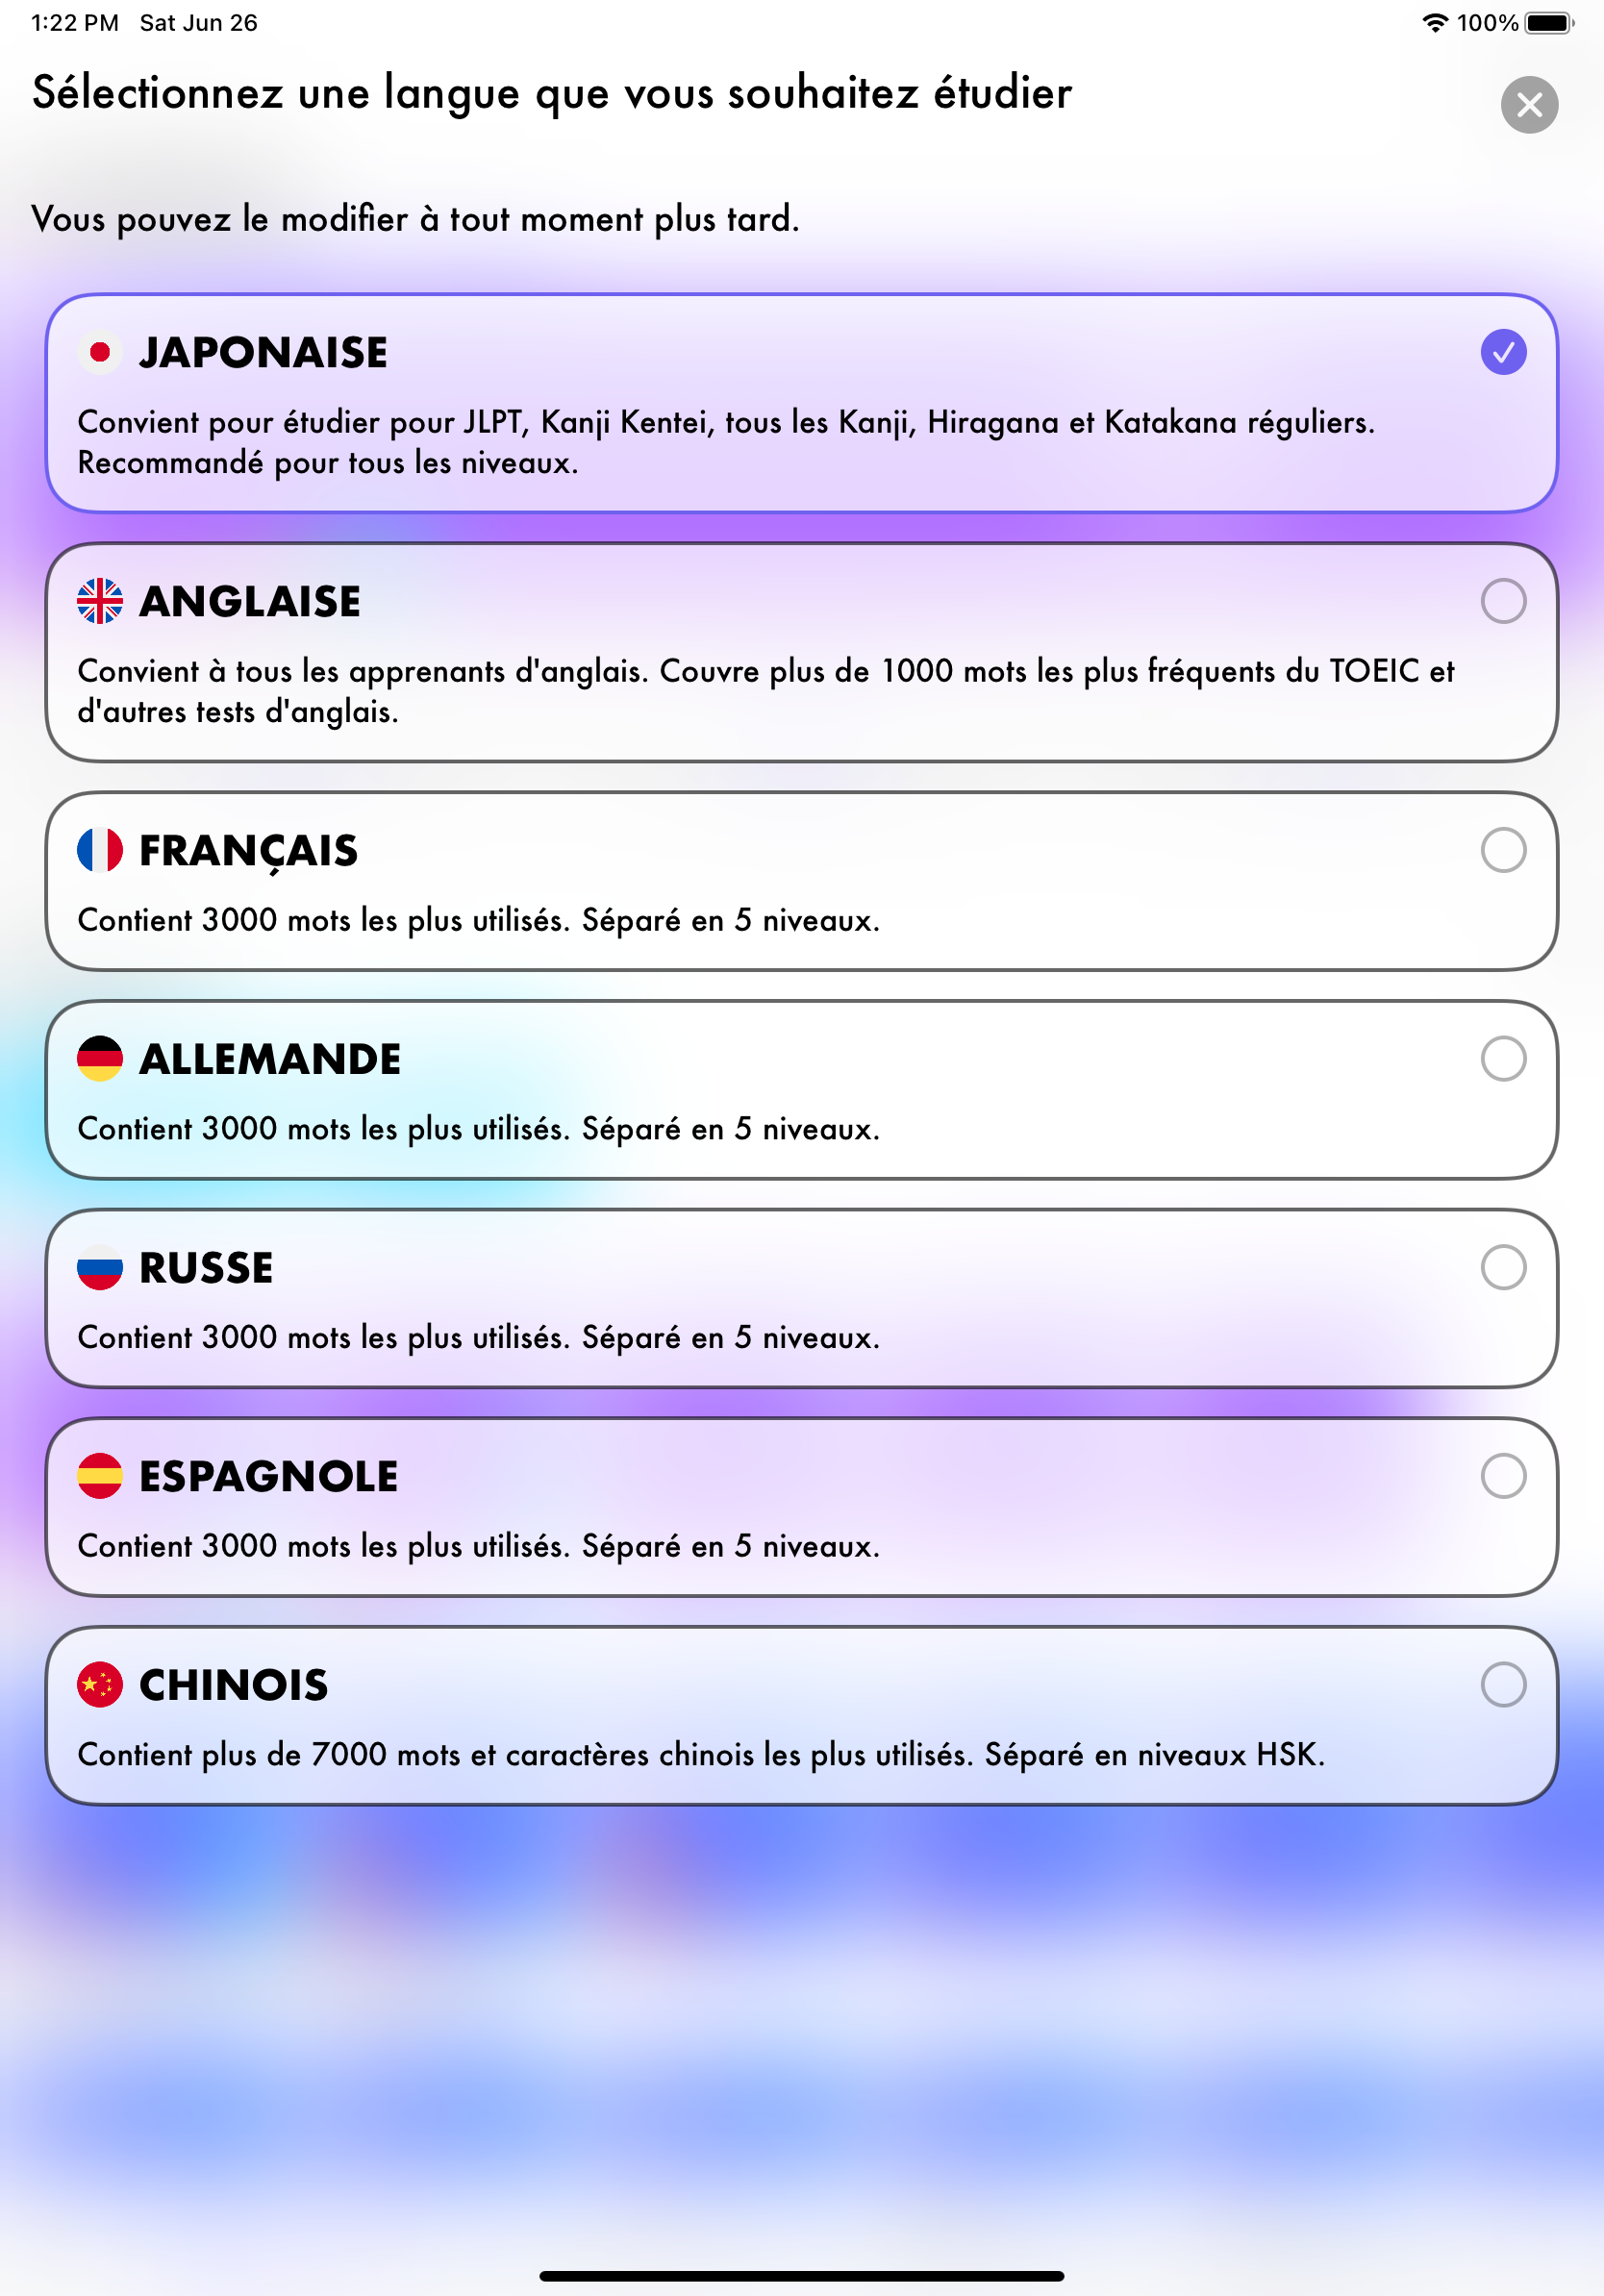 1:22 PM Sat Jun 26
100%
Sélectionnez une langue que vous souhaitez étudier
Vous pouvez le modifier à tout moment plus tard.
JAPONAISE
Convient pour étudier pour JLPT, Kanji Kentei, tous les Kanji, Hiragana et Katakana réguliers.
Recommandé pour tous les niveaux.
ANGLAISE
Convient à tous les apprenants d'anglais. Couvre plus de 1000 mots les plus fréquents du TOEIC et
d'autres tests d'anglais.
FRANÇAIS
Contient 3000 mots les plus utilisés. Séparé en 5 niveaux.
ALLEMANDE
Contient 3000 mots les plus utilisés. Séparé en 5 niveaux.
RUSSE
Contient 3000 mots les plus utilisés. Séparé en 5 niveaux.
ESPAGNOLE
Contient 3000 mots les plus utilisés. Séparé en 5 niveaux.
CHINOIS
Contient plus de 7000 mots et caractères chinois les plus utilisés. Séparé en niveaux HSK.